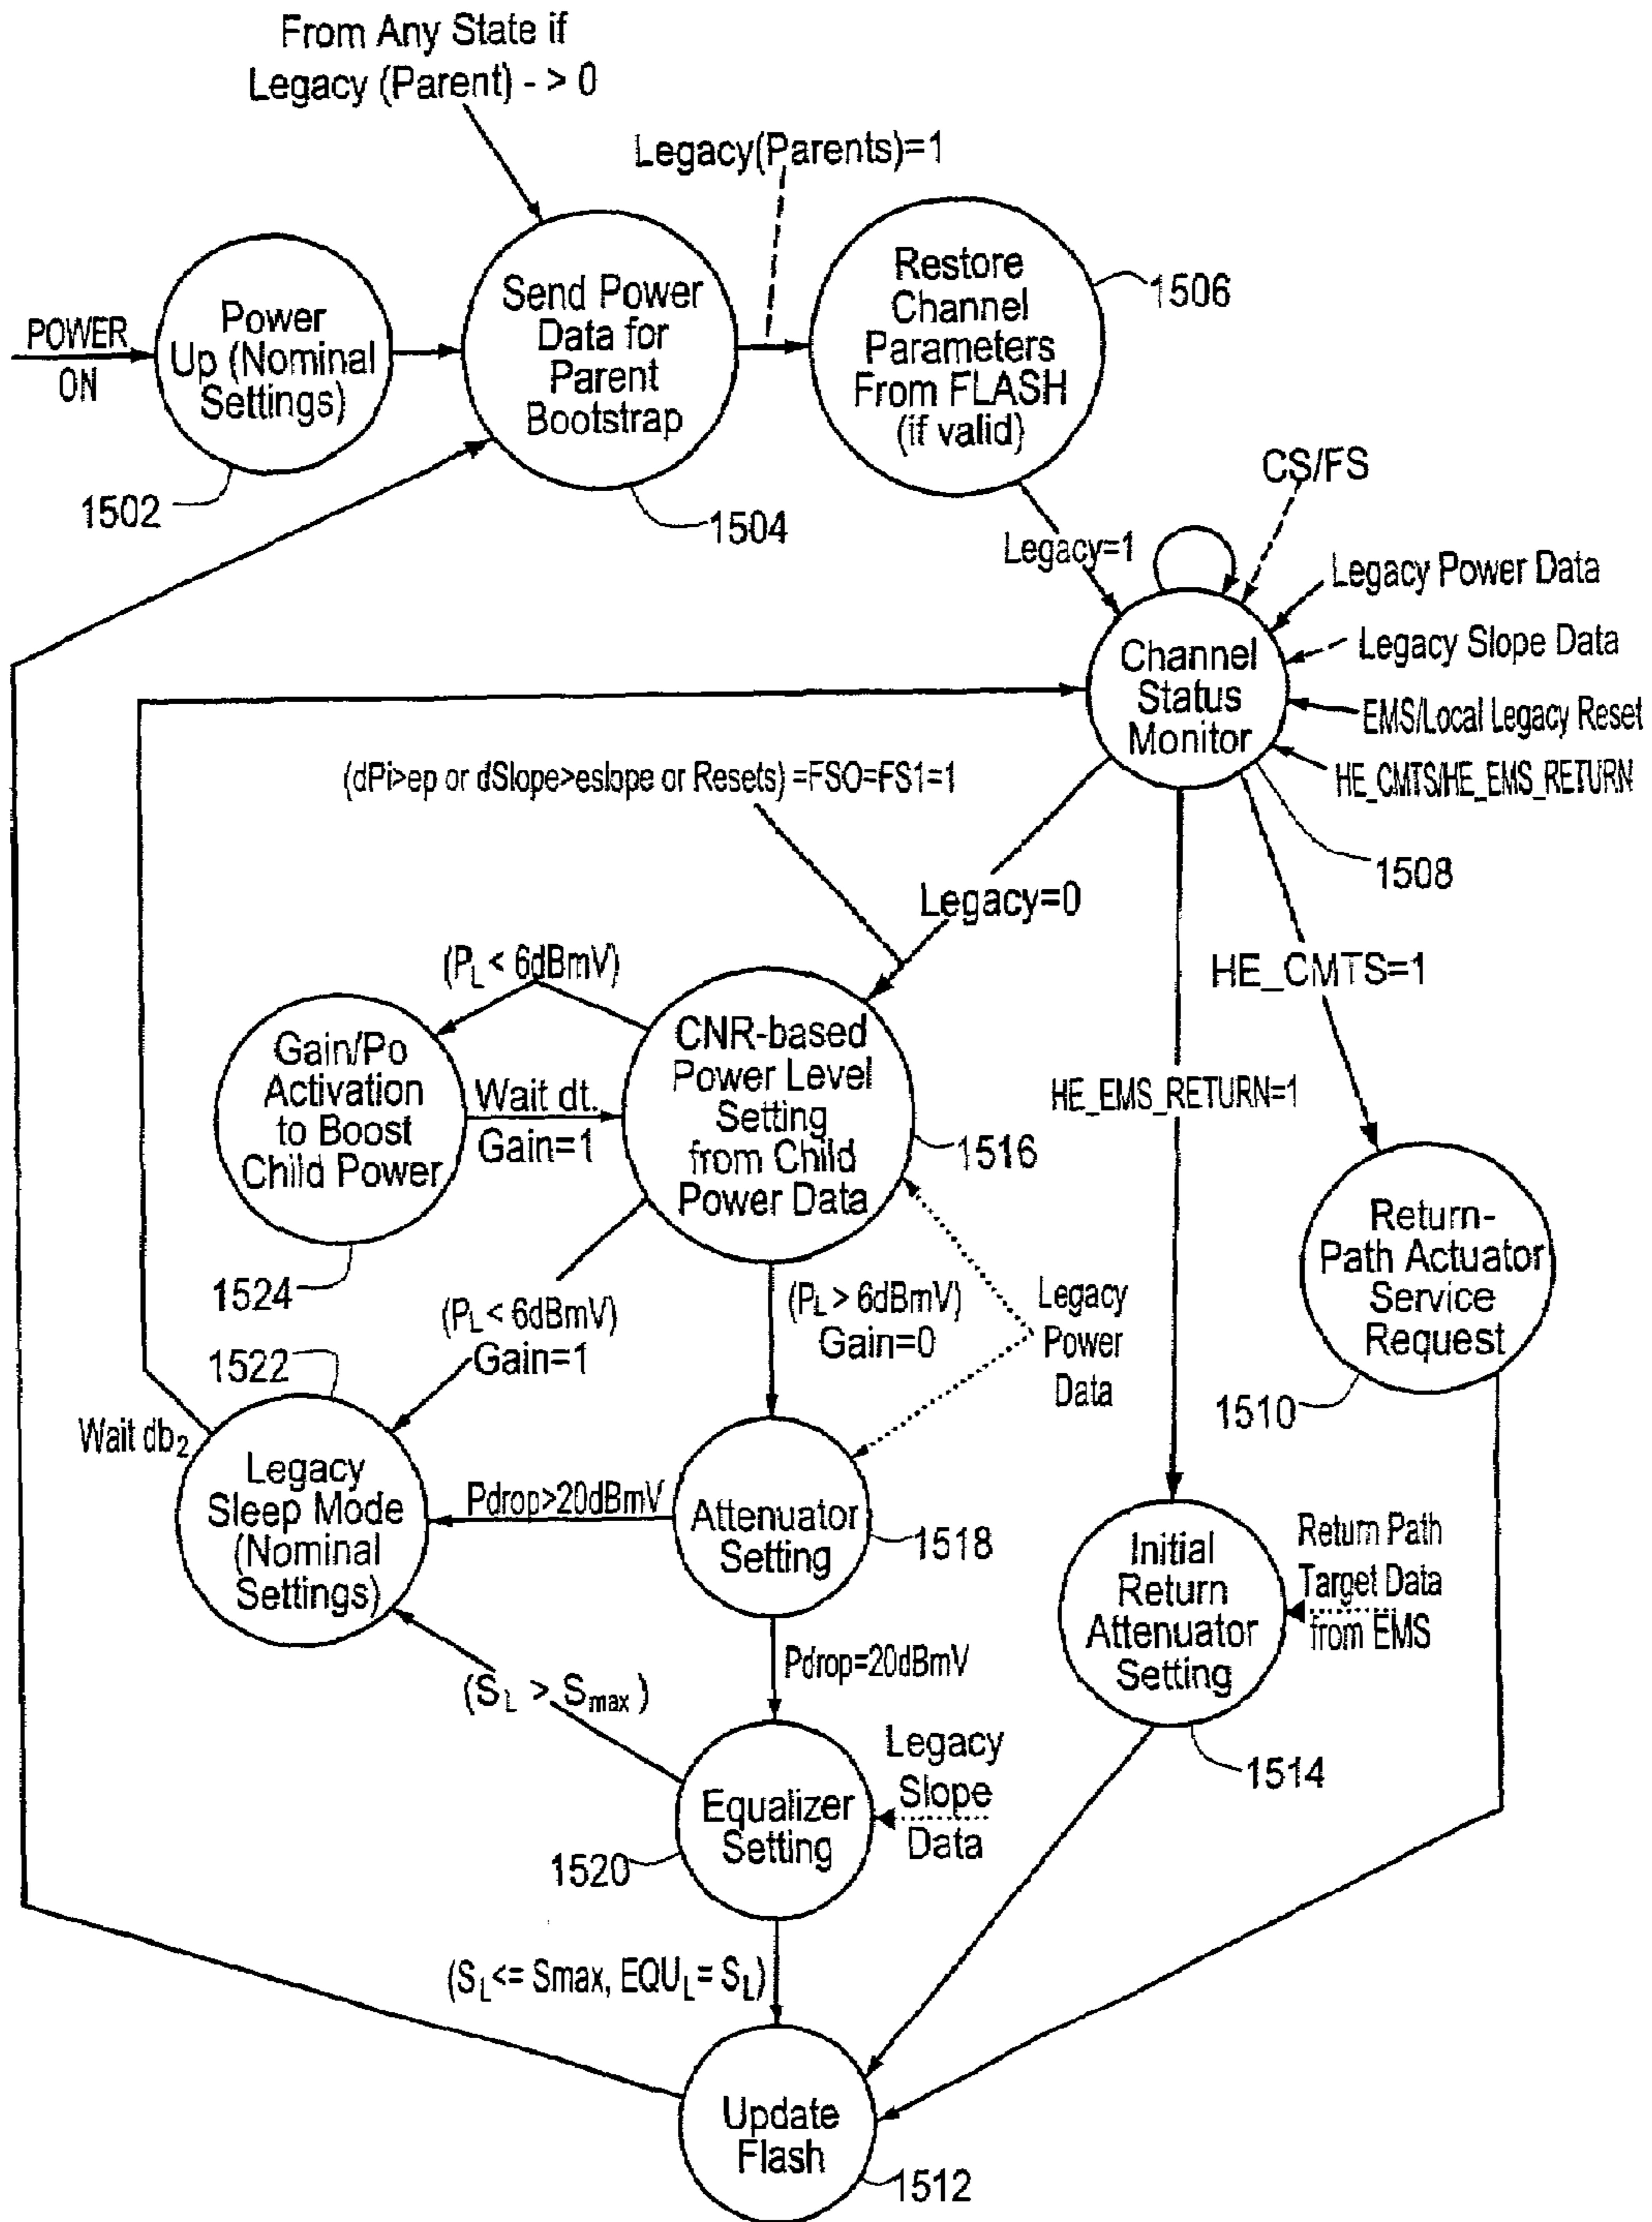 From Any State if
Legacy (Parent) - > 0
Legacy(Parents)=1
POWER
ON
Power
Up (Nominal
Settings)
1502
Send Power
Data for
Parent
Bootstrap
1504
Restore
Channel
Parameters
From FLASH
(if valid)
1506
Legacy=1
CS/FS
Legacy Power Data
Legacy Slope Data
EMS/Local Legacy Reset
HE_CMTS/HE_EMS_RETURN
Channel
Status
Monitor
1508
(dPi>ep or dSlope>eslope or Resets) =FSO=FS1=1
Legacy=0
HE_CMTS=1
HE_EMS_RETURN=1
(PL < 6dBmV)
Gain/Po
Activation
to Boost
Child Power
1524
Wait dt.
Gain=1
CNR-based
Power Level
Setting
from Child
Power Data
1516
Return-
Path Actuator
Service
Request
1510
(PL < 6dBmV)
Gain=1
(PL > 6dBmV)
Gain=0
Legacy
Power
Data
1522
Wait db2
Legacy
Sleep Mode
(Nominal
Settings)
Pdrop>20dBmV
Attenuator
Setting
1518
Initial
Return
Attenuator
Setting
1514
Return Path
Target Data
from EMS
Pdrop=20dBmV
(SL > Smax )
Equalizer
Setting
1520
Legacy
Slope
Data
(SL<= Smax, EQUL= SL)
Update
Flash
1512